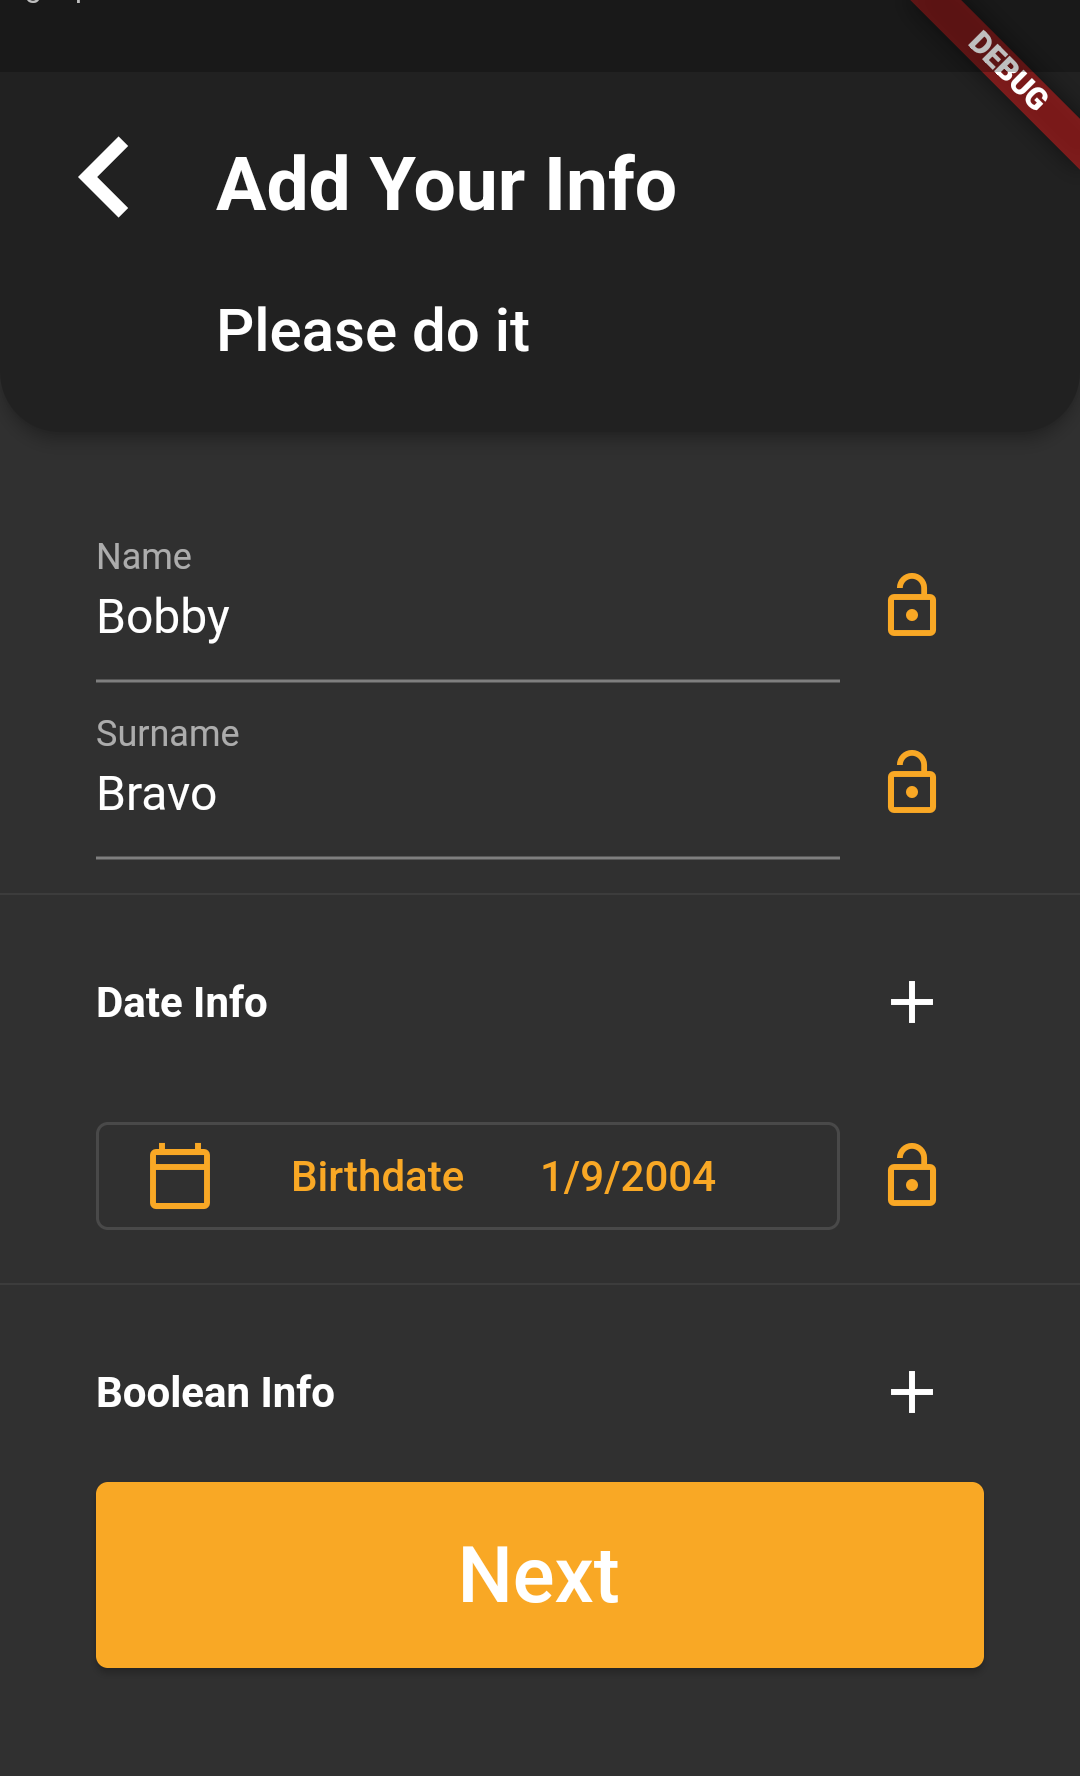 DEBUG
Add Your Info
Please do it
Name
Bobby
Surname
Bravo
Date Info
Birthdate 1/9/2004
Boolean Info
Next